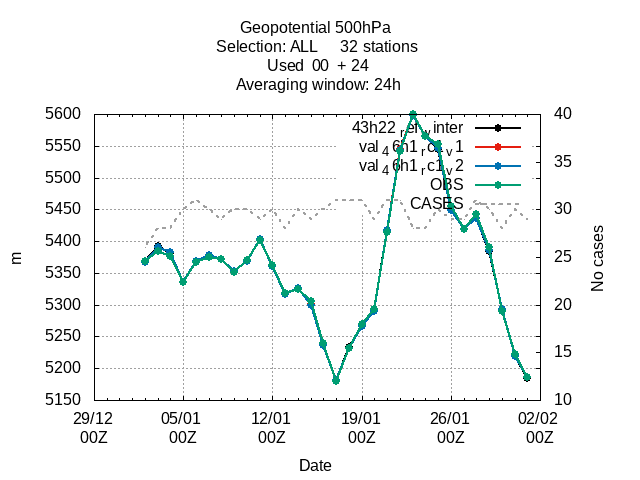 Geopotential 500hPa
Selection: ALL 32 stations
Used 00 + 24
Averaging window: 24h
5600
5550
5500
5450
5400
5350
5300
5250
5200
5150
m
40
35
30
25
20
15
10
No cases
val_46h1_rc1_v1
val_46h1_rc1_v2
OBS
CASES
29/12 05/01 12/01 19/01 26/01 02/02
00Z 00Z 00Z 00Z 00Z 00Z
Date